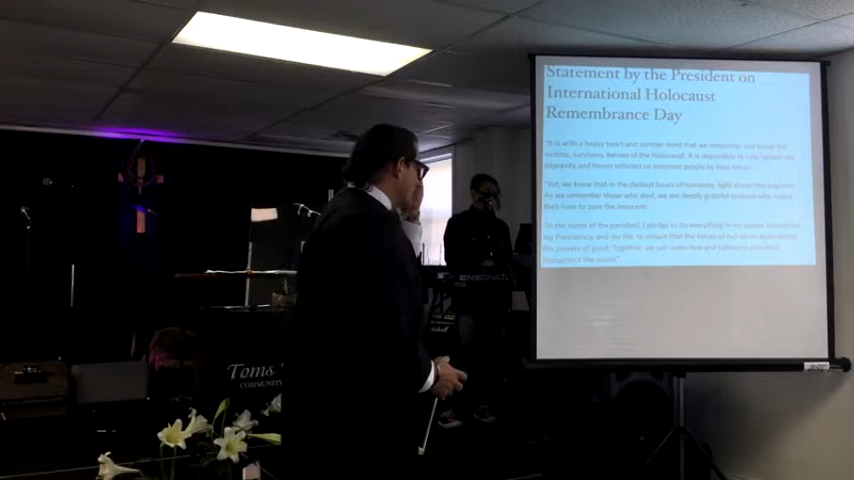 Statement by the President on
International Holocaust
Remembrance Day
"It is with a heavy heart and somber mind that we remember and honor the
victims, survivors, heroes of the Holocaust. It is impossible to fully fathom the
depravity and horror inflicted on innocent people by Nazi terror.
"Yet, we know that in the darkest hours of humanity, light shines the brightest.
As we remember those who died, we are deeply grateful to those who risked
their lives to save the innocent.
"In the name of the perished, I pledge to do everything in my power throughout
my Presidency, and my life, to ensure that the forces of evil never again defeat
the powers of good. Together, we will make love and tolerance prevalent
throughout the world."
ENSONIQ
Toms
COMMUNITY